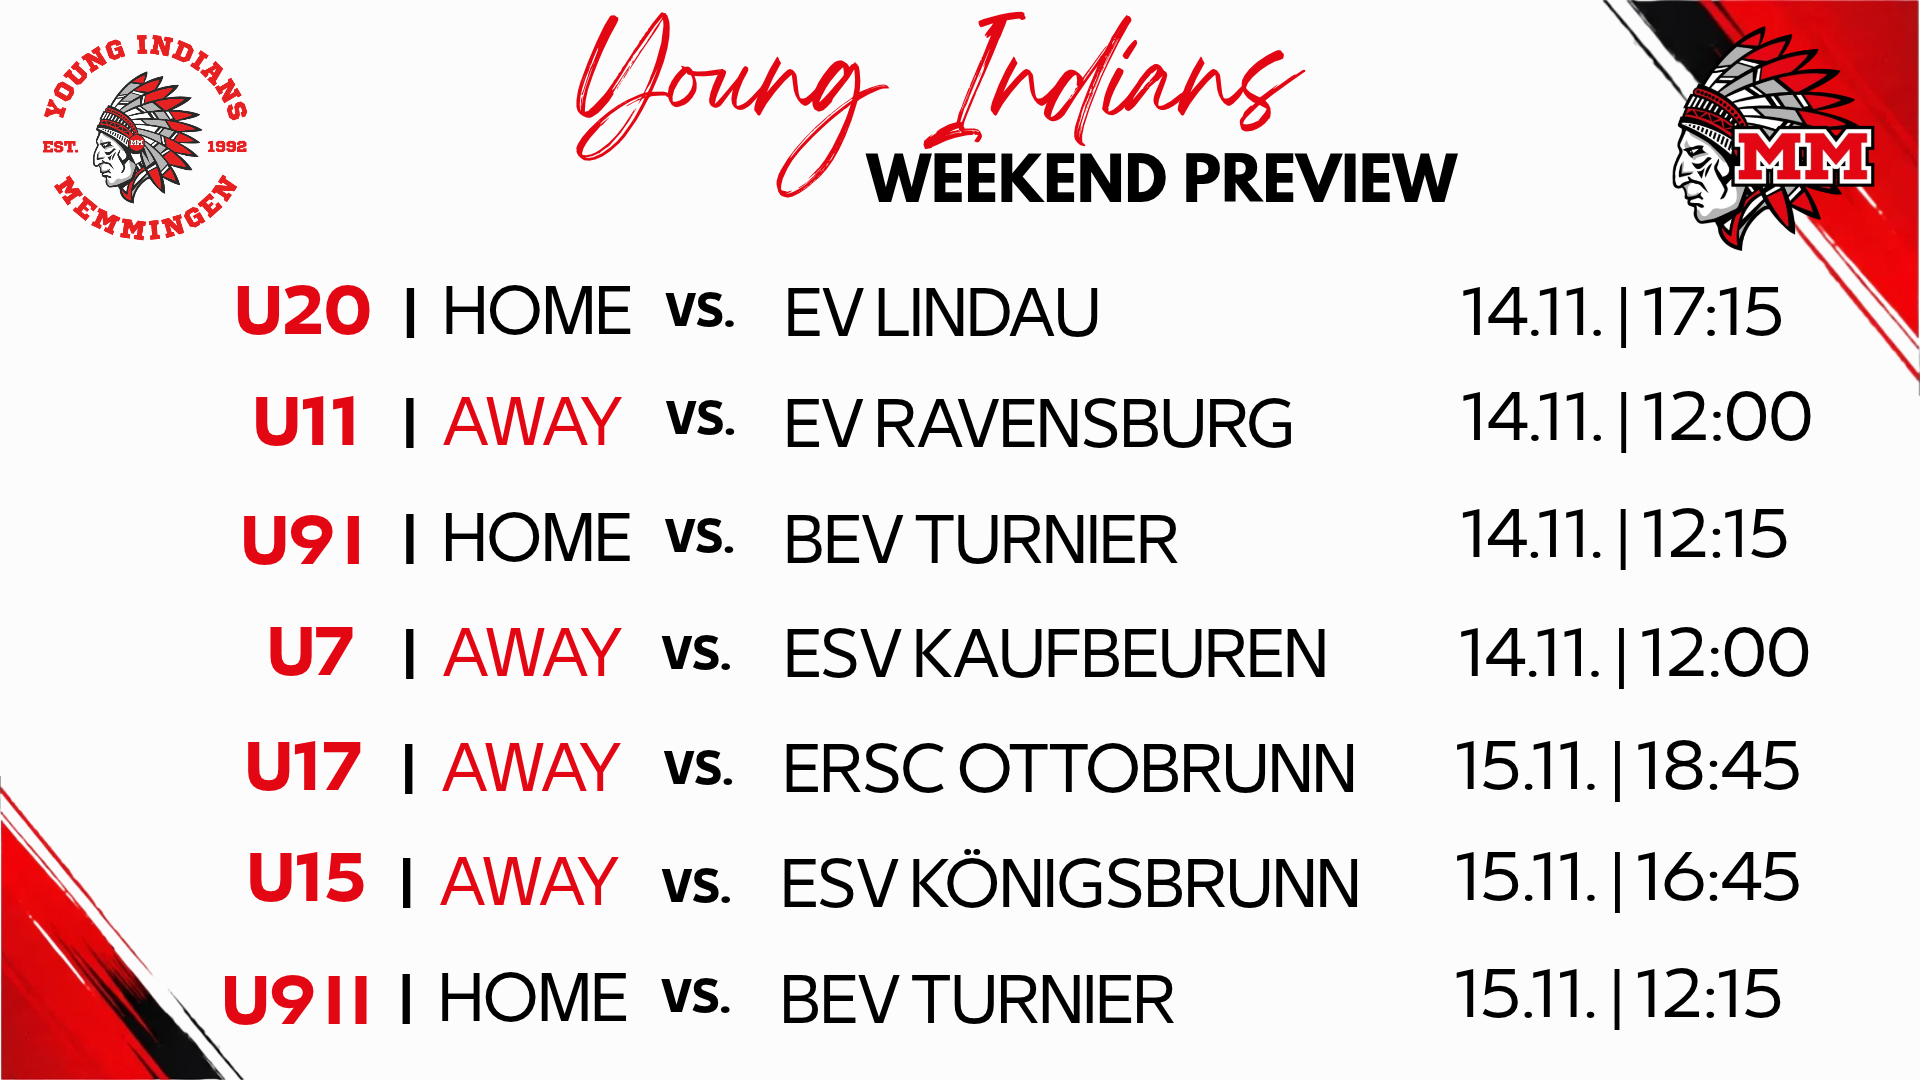 YOUNG INDIANS
EST. 1992
MEMMINGEN
MM
Young Indians
WEEKEND PREVIEW
MM
U20 | HOME vs. EV LINDAU 14.11. | 17:15
U11 | AWAY vs. EV RAVENSBURG 14.11. | 12:00
U9 I | HOME vs. BEV TURNIER 14.11. | 12:15
U7 | AWAY vs. ESV KAUFBEUREN 14.11. | 12:00
U17 | AWAY vs. ERSC OTTOBRUNN 15.11. | 18:45
U15 | AWAY vs. ESV KÖNIGSBRUNN 15.11. | 16:45
U9 II | HOME vs. BEV TURNIER 15.11. | 12:15